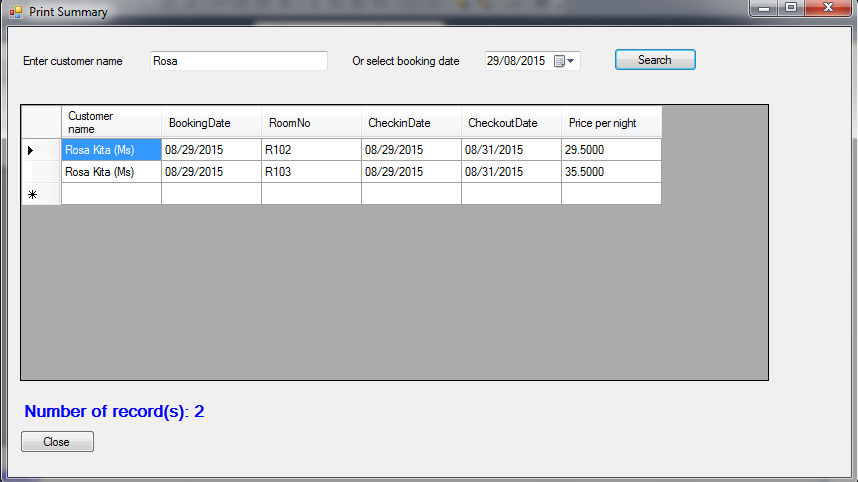 Print Summary
Enter customer name Rosa Or select booking date 29/08/2015 Search
Customer name BookingDate RoomNo CheckinDate CheckoutDate Price per night
Rosa Kita (Ms) 08/29/2015 R102 08/29/2015 08/31/2015 29.5000
Rosa Kita (Ms) 08/29/2015 R103 08/29/2015 08/31/2015 35.5000
Number of record(s): 2
Close